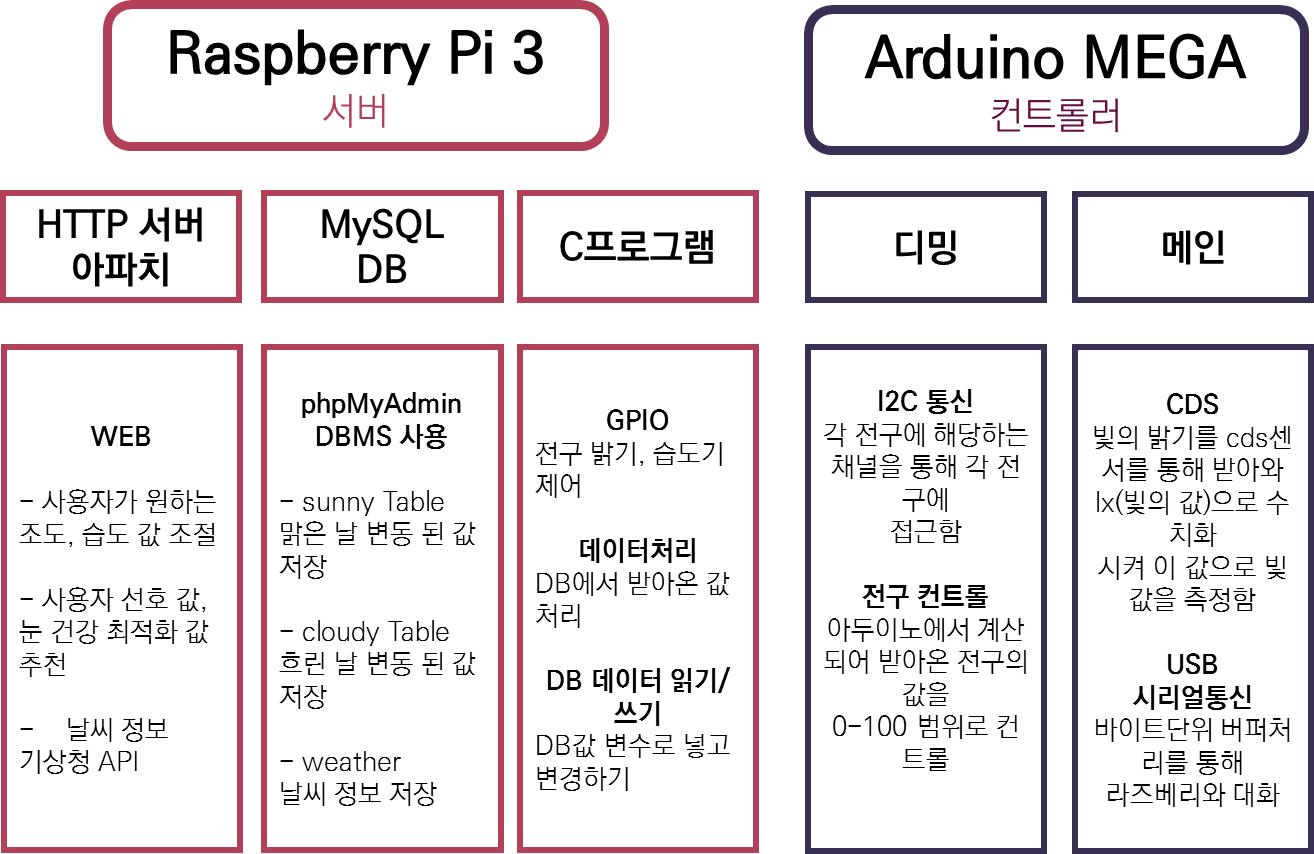 Raspberry Pi 3
서버
Arduino MEGA
컨트롤러
HTTP 서버
아파치
MySQL
DB
C프로그램
디밍
메인
WEB
- 사용자가 원하는
조도, 습도 값 조절
- 사용자 선호 값,
눈 건강 최적화 값
추천
- 날씨 정보
기상청 API
phpMyAdmin
DBMS 사용
- sunny Table
맑은 날 변동 된 값
저장
- cloudy Table
흐린 날 변동 된 값
저장
- weather
날씨 정보 저장
GPIO
전구 밝기, 습도기
제어
데이터처리
DB에서 받아온 값
처리
DB 데이터 읽기/
쓰기
DB값 변수로 넣고
변경하기
I2C 통신
각 전구에 해당하는
채널을 통해 각 전
구에
접근함
전구 컨트롤
아두이노에서 계산
되어 받아온 전구의
값을
0-100 범위로 컨
트롤
CDS
빛의 밝기를 cds센
서를 통해 받아와
lx(빛의 값)으로 수
치화
시켜 이 값으로 빛
값을 측정함
USB
시리얼통신
바이트단위 버퍼처
리를 통해
라즈베리와 대화